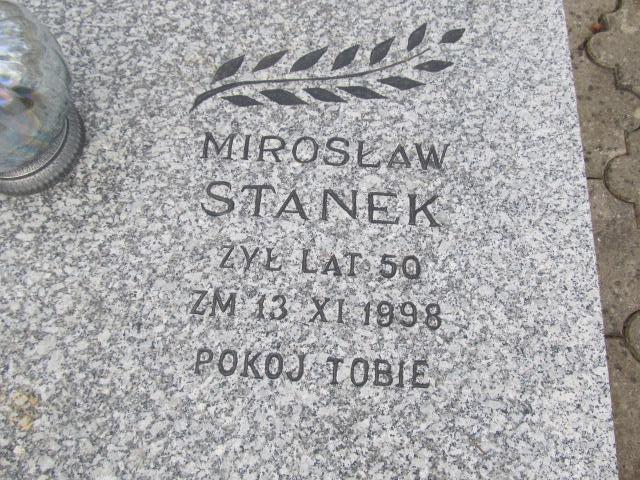 MIROSŁAW
STANEK
ŻYŁ LAT 50
ZM 13 XI 1998
POKÓJ TOBIE